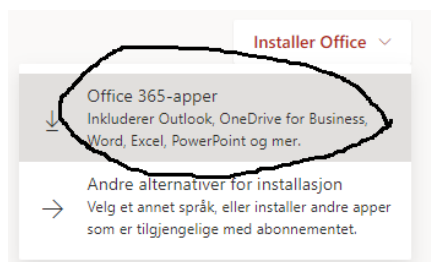 Installer Office
Office 365-apper
Inkluderer Outlook, OneDrive for Business,
Word, Excel, PowerPoint og mer.
Andre alternativer for installasjon
Velg et annet språk, eller installer andre apper
som er tilgjengelige med abonnementet.